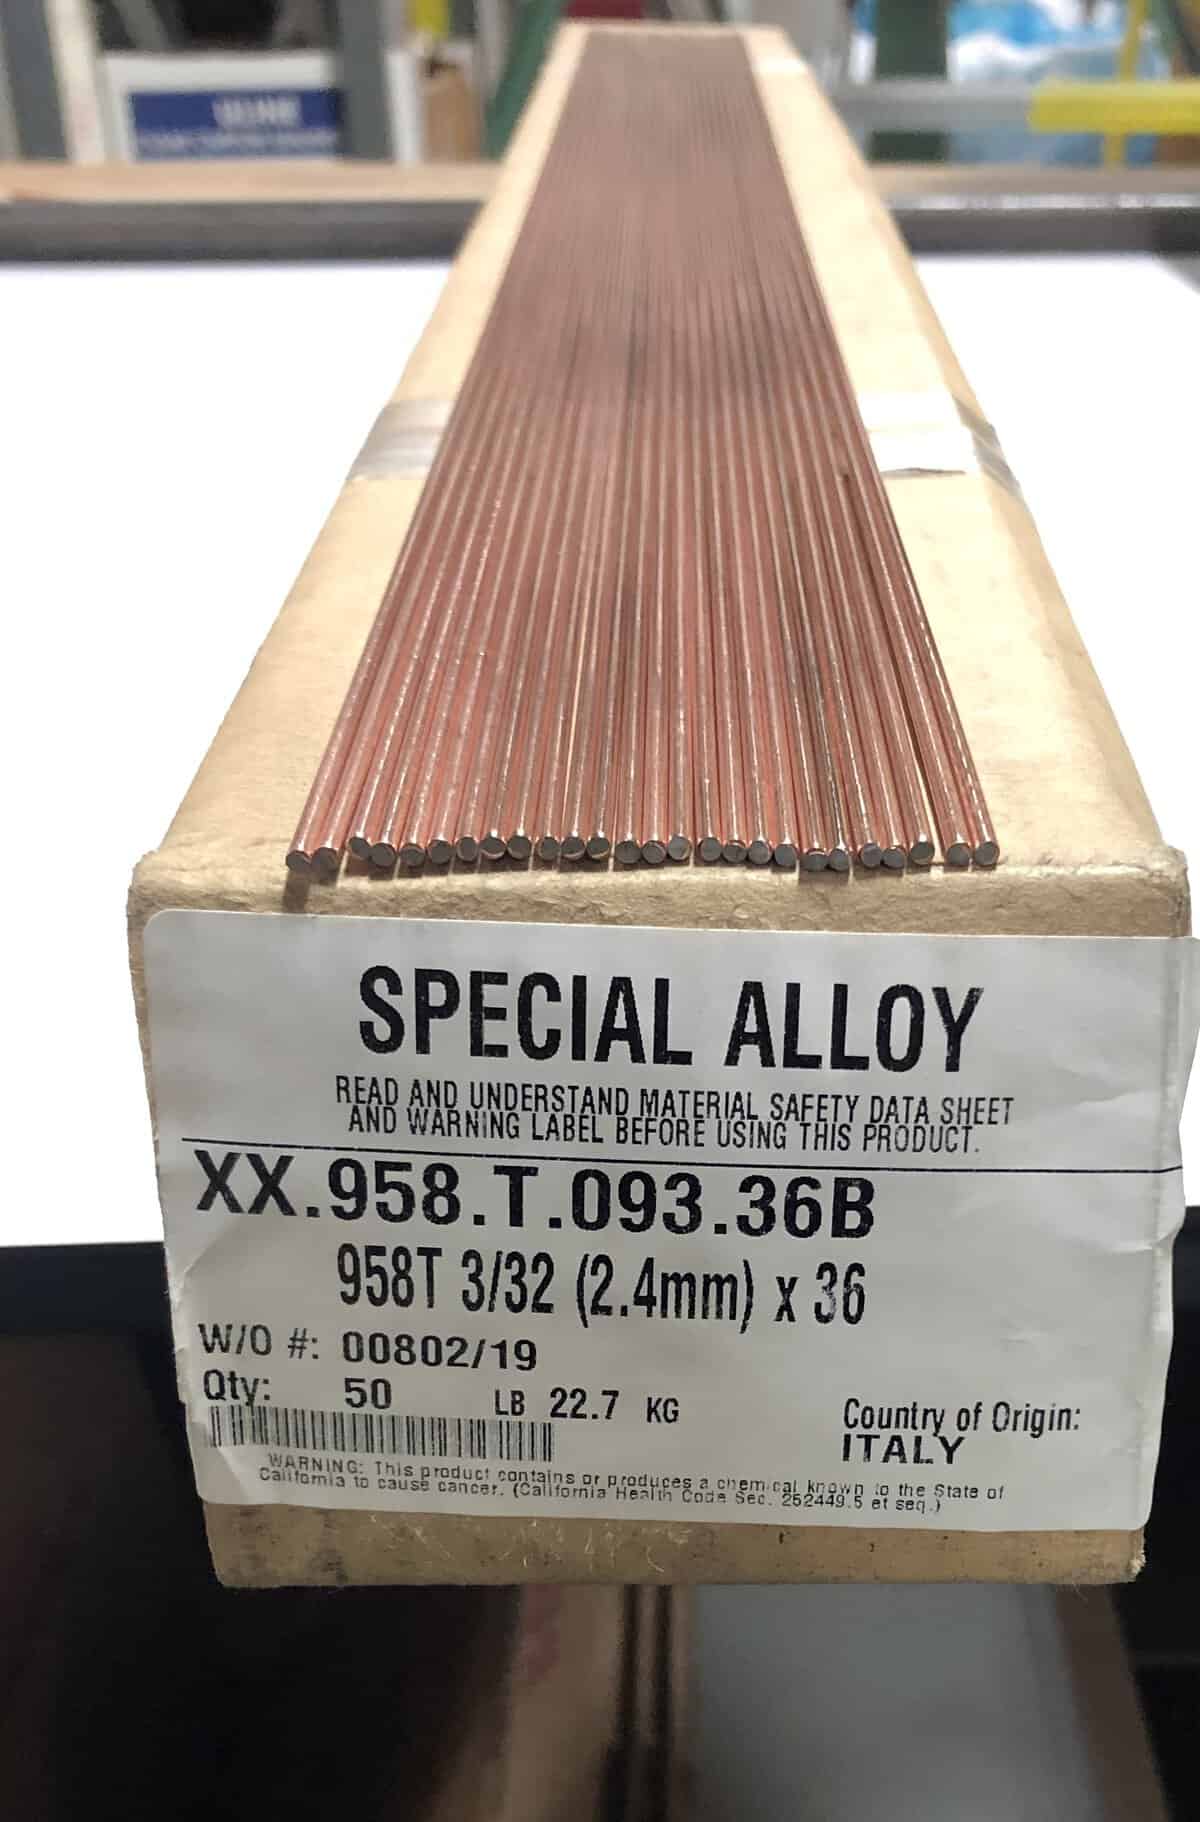 ULINE
SPECIAL ALLOY
READ AND UNDERSTAND MATERIAL SAFETY DATA SHEET
AND WARNING LABEL BEFORE USING THIS PRODUCT.
XX.958.T.093.36B
958T 3/32 (2.4mm) x 36
W/O #: 00802/19
Qty: 50 LB 22.7 KG
Country of Origin:
ITALY
WARNING: This product contains or produces a chemical known to the State of
California to cause cancer. (California Health Code Sec. 252449.5 et seq.)